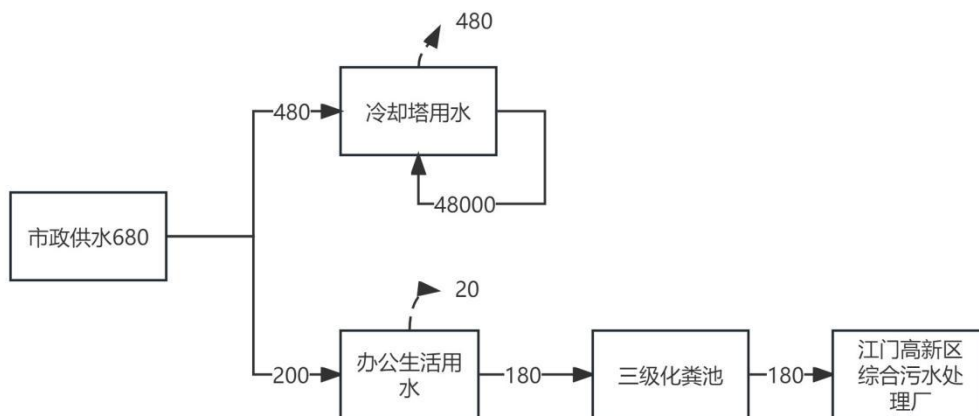 480
480
冷却塔用水
48000
市政供水680
20
200
办公生活用
水
180
三级化粪池
180
江门高新区
综合污水处
理厂